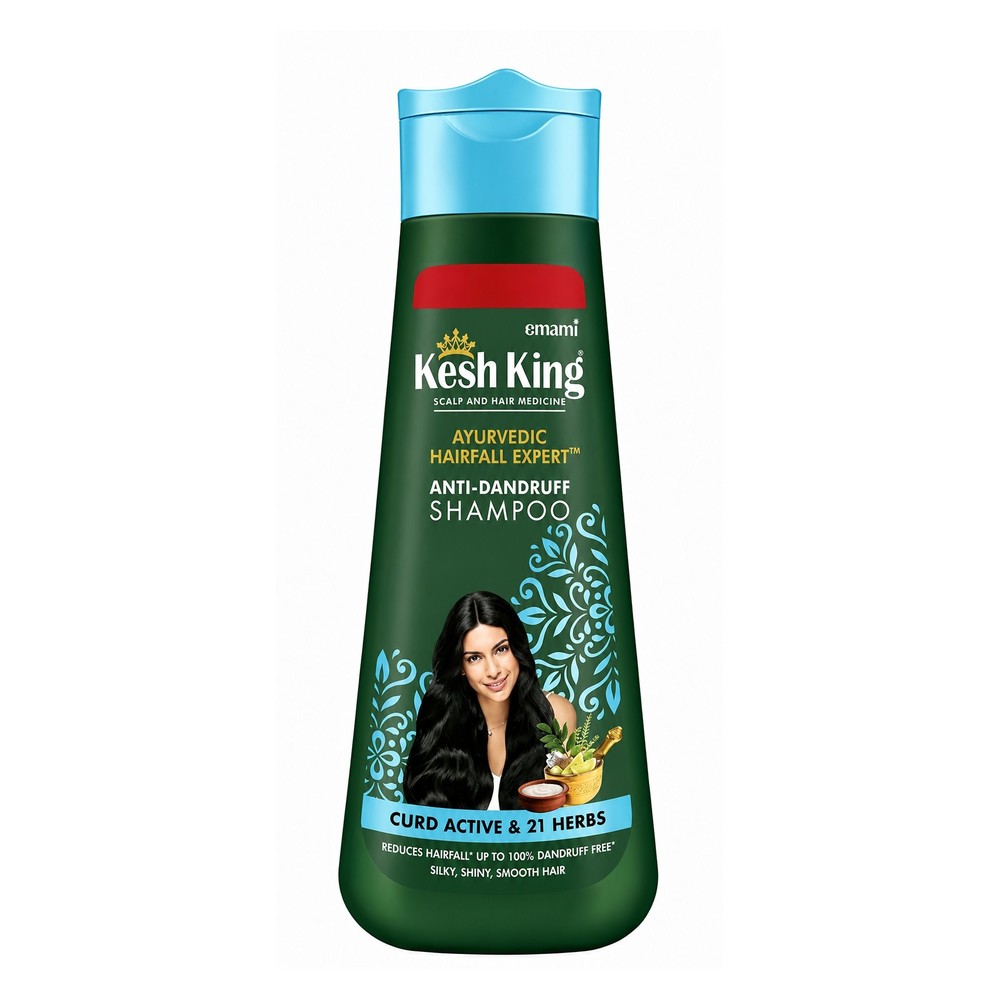 emami
Kesh King®
SCALP AND HAIR MEDICINE
AYURVEDIC
HAIRFALL EXPERT™
ANTI-DANDRUFF
SHAMPOO
CURD ACTIVE & 21 HERBS
REDUCES HAIRFALL* UP TO 100% DANDRUFF FREE*
SILKY, SHINY, SMOOTH HAIR